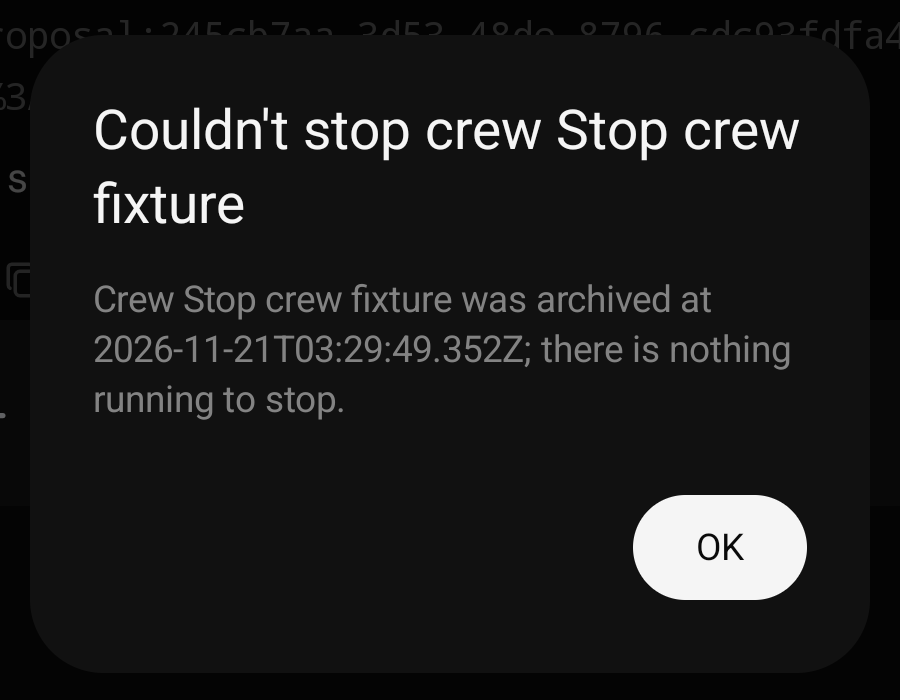 Couldn't stop crew Stop crew
fixture
Crew Stop crew fixture was archived at
2026-11-21T03:29:49.352Z; there is nothing
running to stop.
OK